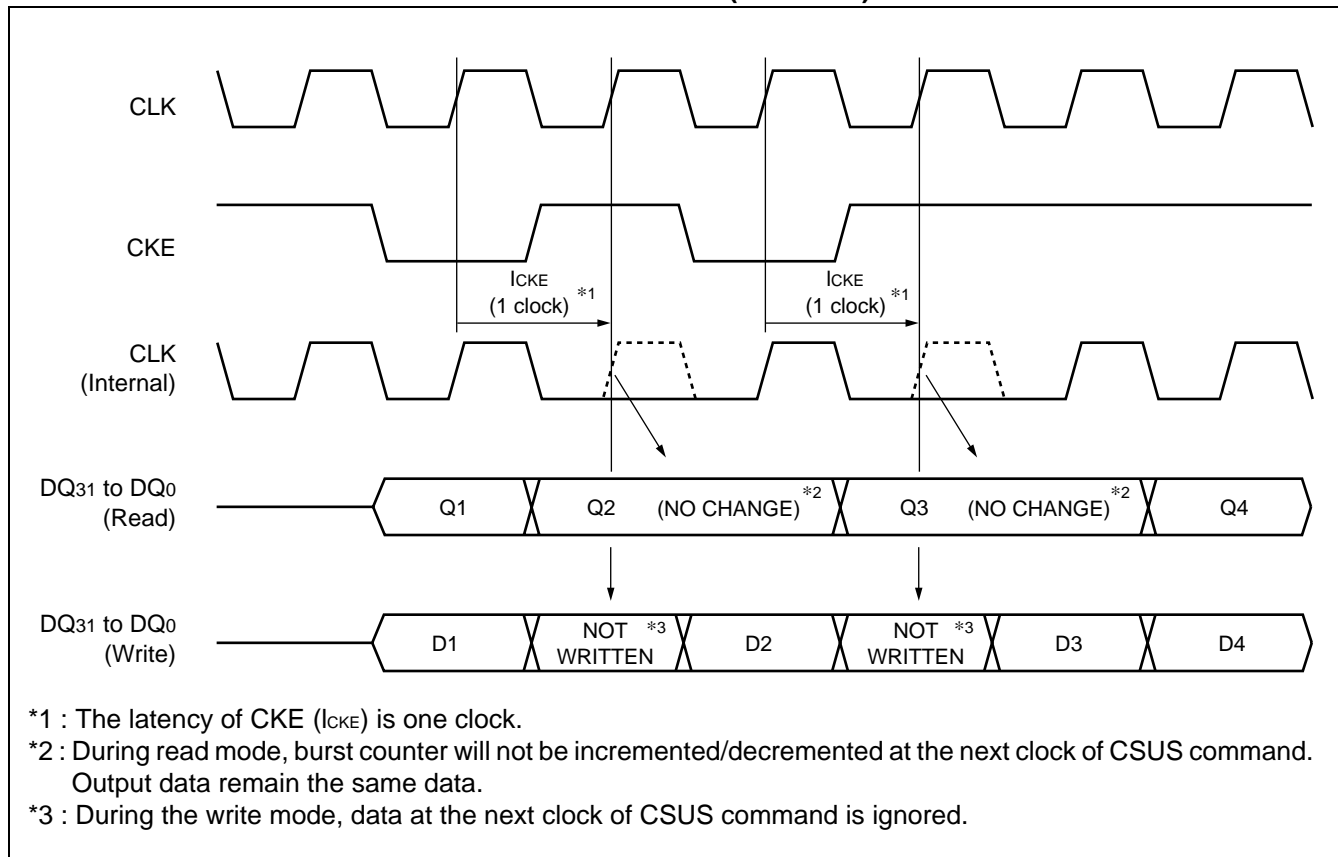 CLK
CKE
ICKE
(1 clock) *1
ICKE
(1 clock) *1
CLK
(Internal)
DQ31 to DQ0
(Read)
Q1
Q2 (NO CHANGE) *2
Q3 (NO CHANGE) *2
Q4
DQ31 to DQ0
(Write)
D1
NOT *3
WRITTEN
D2
NOT *3
WRITTEN
D3
D4
*1 : The latency of CKE (ICKE) is one clock.
*2 : During read mode, burst counter will not be incremented/decremented at the next clock of CSUS command.
Output data remain the same data.
*3 : During the write mode, data at the next clock of CSUS command is ignored.